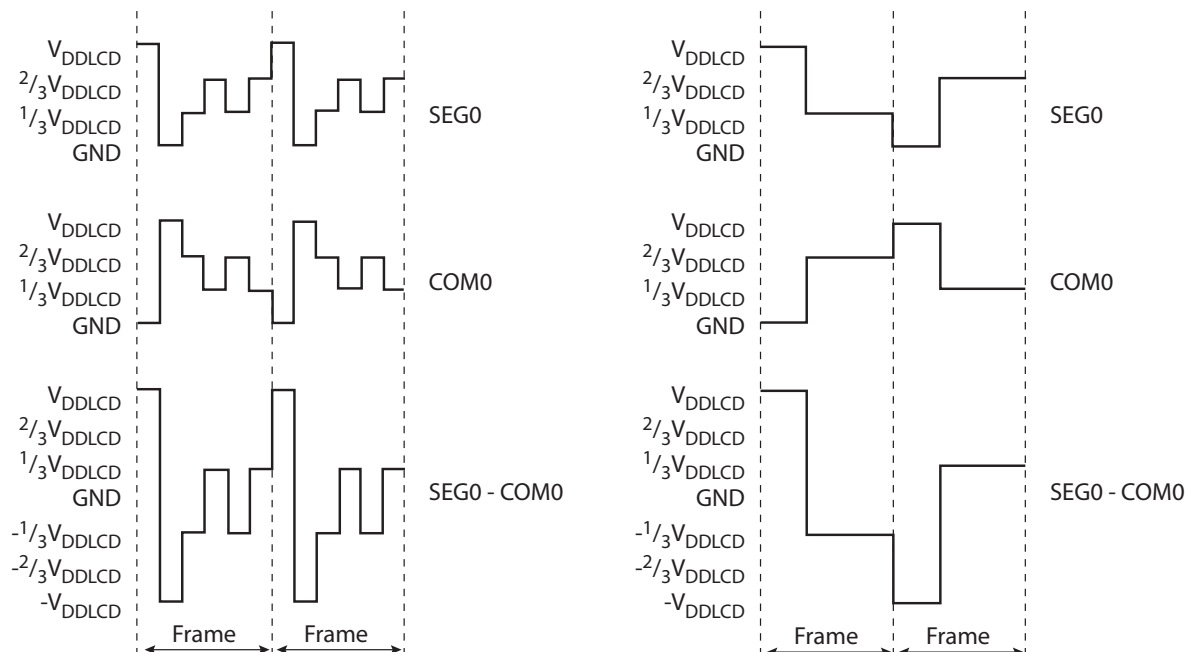 V_DDLCD
2/3V_DDLCD
1/3V_DDLCD
GND
SEG0
V_DDLCD
2/3V_DDLCD
1/3V_DDLCD
GND
COM0
V_DDLCD
2/3V_DDLCD
1/3V_DDLCD
GND
-1/3V_DDLCD
-2/3V_DDLCD
-V_DDLCD
SEG0 - COM0
Frame Frame
V_DDLCD
2/3V_DDLCD
1/3V_DDLCD
GND
SEG0
V_DDLCD
2/3V_DDLCD
1/3V_DDLCD
GND
COM0
V_DDLCD
2/3V_DDLCD
1/3V_DDLCD
GND
-1/3V_DDLCD
-2/3V_DDLCD
-V_DDLCD
SEG0 - COM0
Frame Frame